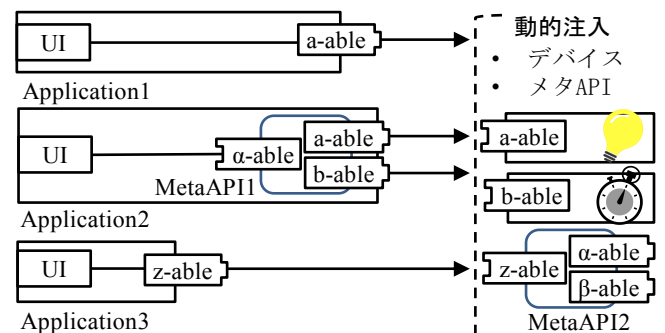 UI
a-able
Application1
UI
α-able
a-able
b-able
MetaAPI1
Application2
UI
z-able
Application3
動的注入
• デバイス
• メタAPI
a-able
b-able
z-able
α-able
β-able
MetaAPI2